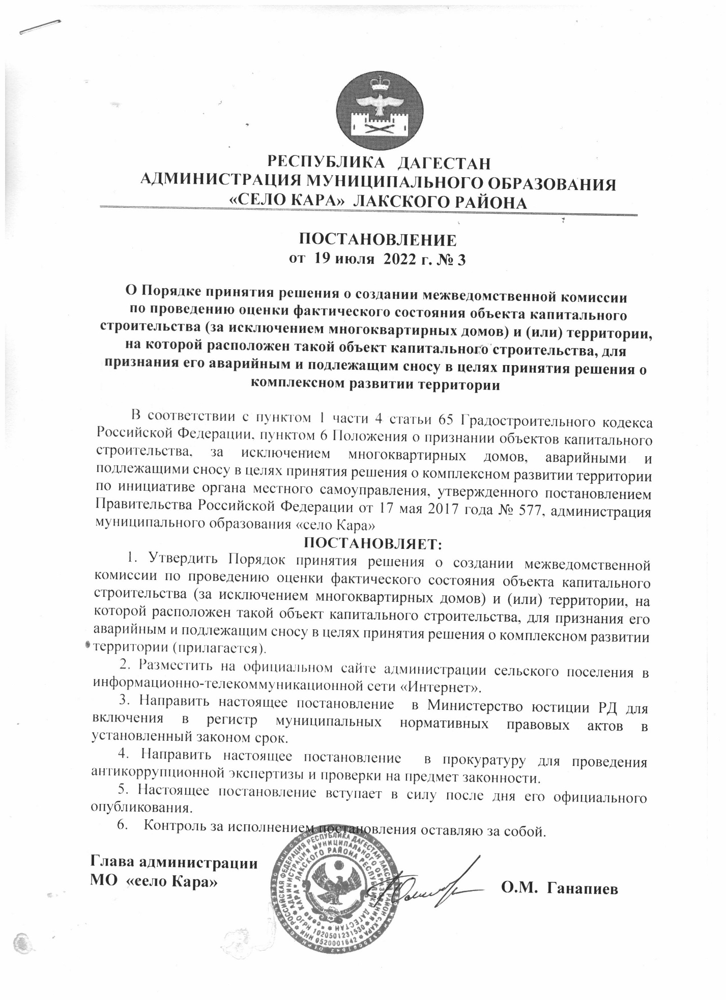 РЕСПУБЛИКА ДАГЕСТАН
АДМИНИСТРАЦИЯ МУНИЦИПАЛЬНОГО ОБРАЗОВАНИЯ
«СЕЛО КАРА» ЛАКСКОГО РАЙОНА
ПОСТАНОВЛЕНИЕ
от 19 июля 2022 г. № 3
О Порядке принятия решения о создании межведомственной комиссии
по проведению оценки фактического состояния объекта капитального
строительства (за исключением многоквартирных домов) и (или) территории,
на которой расположен такой объект капитального строительства, для
признания его аварийным и подлежащим сносу в целях принятия решения о
комплексном развитии территории
В соответствии с пунктом 1 части 4 статьи 65 Градостроительного кодекса
Российской Федерации, пунктом 6 Положения о признании объектов капитального
строительства, за исключением многоквартирных домов, аварийными и
подлежащими сносу в целях принятия решения о комплексном развитии территории
по инициативе органа местного самоуправления, утвержденного постановлением
Правительства Российской Федерации от 17 мая 2017 года № 577, администрация
муниципального образования «село Кара»
ПОСТАНОВЛЯЕТ:
1. Утвердить Порядок принятия решения о создании межведомственной
комиссии по проведению оценки фактического состояния объекта капитального
строительства (за исключением многоквартирных домов) и (или) территории, на
которой расположен такой объект капитального строительства, для признания его
аварийным и подлежащим сносу в целях принятия решения о комплексном развитии
территории (прилагается).
2. Разместить на официальном сайте администрации сельского поселения в
информационно-телекоммуникационной сети «Интернет».
3. Направить настоящее постановление в Министерство юстиции РД для
включения в регистр муниципальных нормативных правовых актов в
установленный законом срок.
4. Направить настоящее постановление в прокуратуру для проведения
антикоррупционной экспертизы и проверки на предмет законности.
5. Настоящее постановление вступает в силу после дня его официального
опубликования.
6. Контроль за исполнением постановления оставляю за собой.
Глава администрации
МО «село Кара»
О.М. Ганапиев
РОССИЙСКАЯ ФЕДЕРАЦИЯ РЕСПУБЛИКА ДАГЕСТАН ЛАКСКИЙ РАЙОН С.КАРА
ИНН 0520001642
АДМИНИСТРАЦИЯ МУНИЦИПАЛЬНОГО ОБРАЗОВАНИЯ
ОГРН 1020501231530
"село КАРА" ЛАКСКОГО РАЙОНА РЕСПУБЛИКИ ДАГЕСТАН